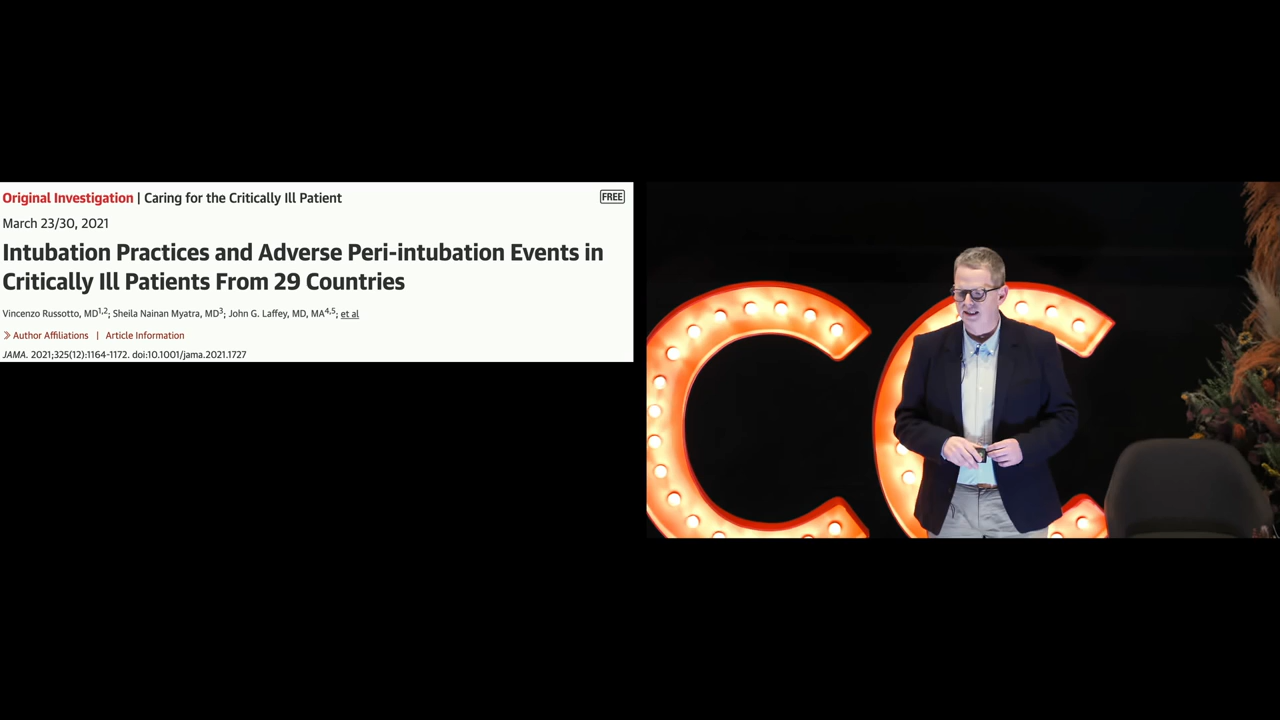 Original Investigation | Caring for the Critically Ill Patient
FREE
March 23/30, 2021
Intubation Practices and Adverse Peri-intubation Events in
Critically Ill Patients From 29 Countries
Vincenzo Russotto, MD1,2; Sheila Nainan Myatra, MD3; John G. Laffey, MD, MA4,5; et al
Author Affiliations | Article Information
JAMA. 2021;325(12):1164-1172. doi:10.1001/jama.2021.1727
CC